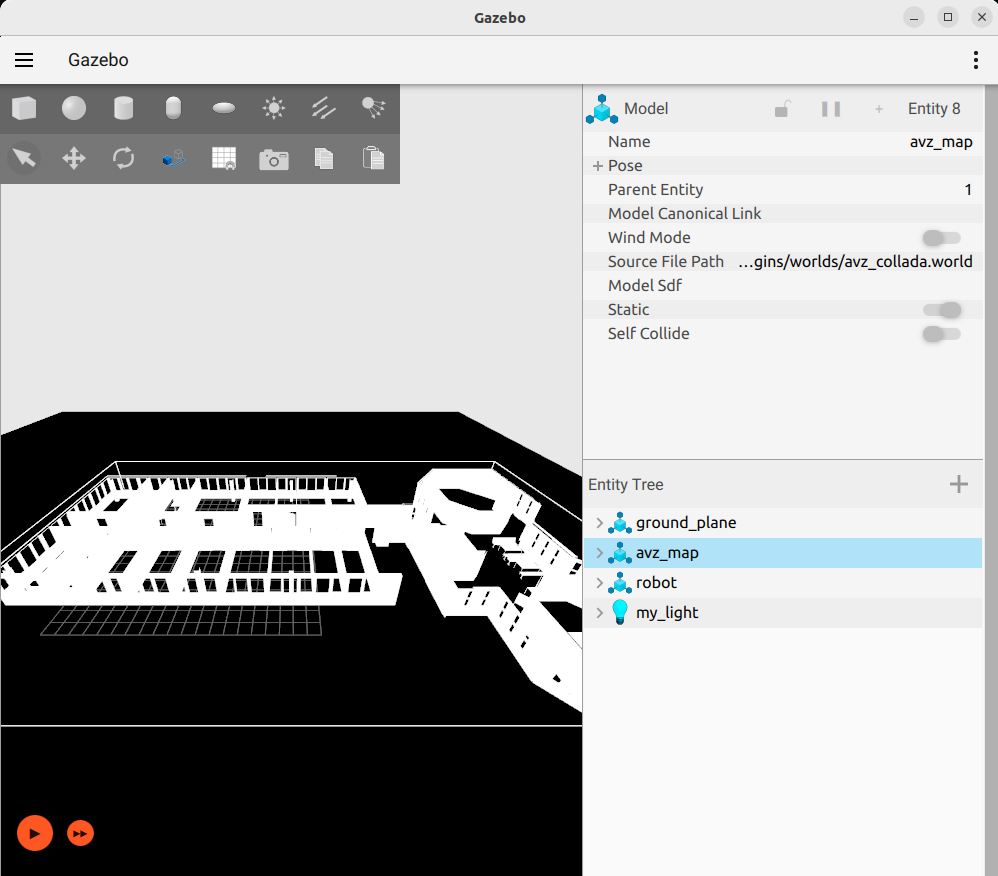 Gazebo
Gazebo
Model Entity 8
Name avz_map
Pose
Parent Entity 1
Model Canonical Link
Wind Mode
Source File Path ...gins/worlds/avz_collada.world
Model Sdf
Static
Self Collide
Entity Tree
ground_plane
avz_map
robot
my_light